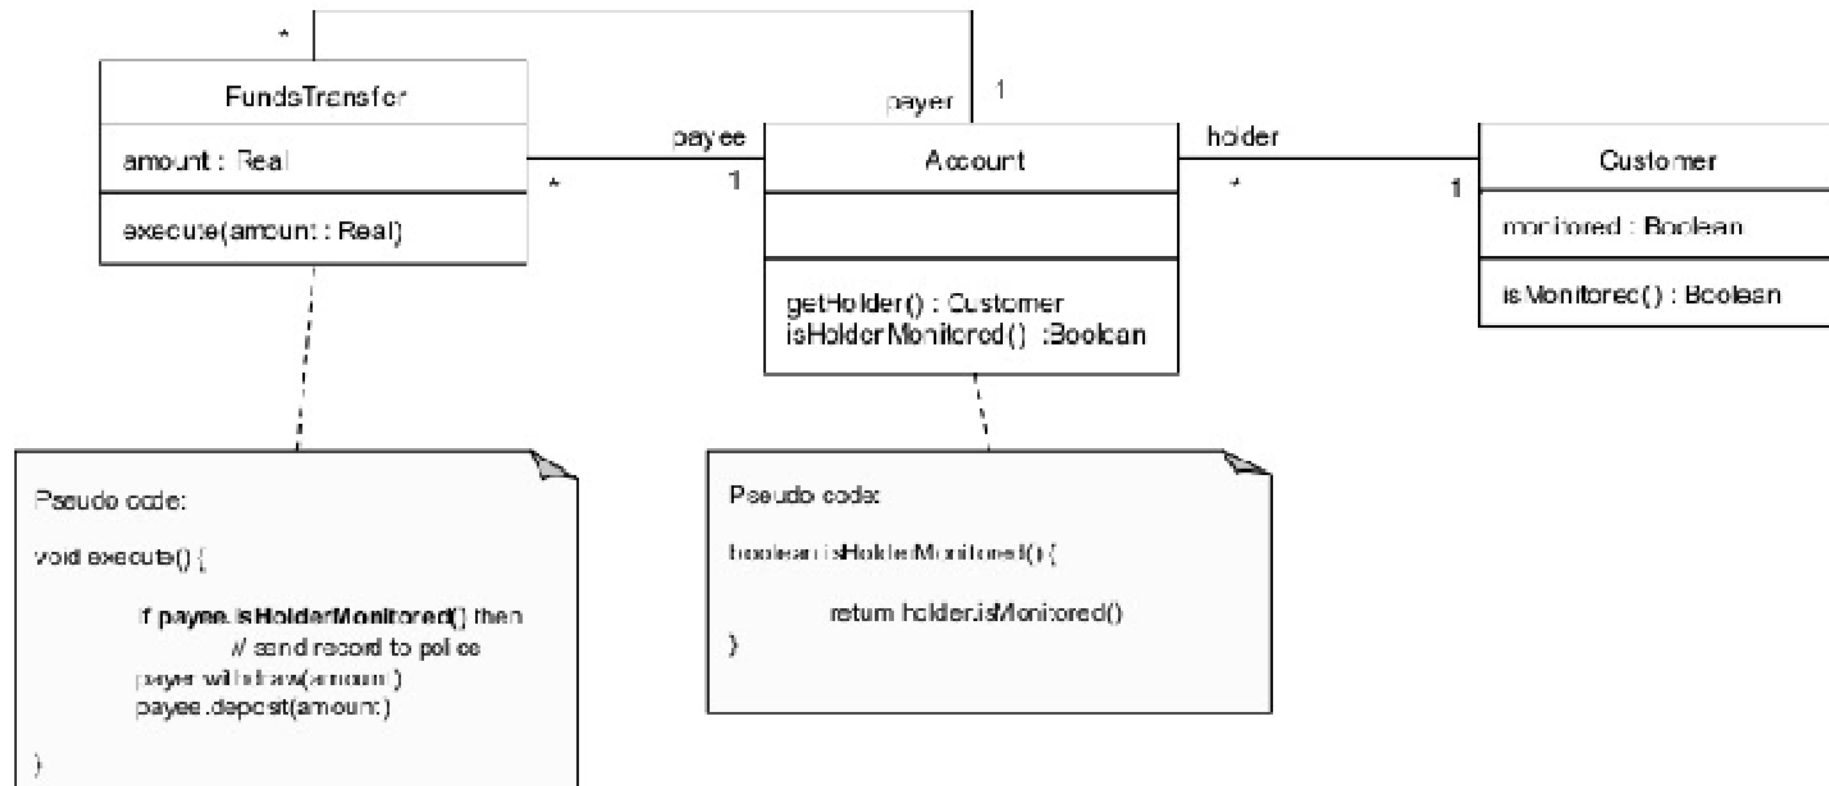 *
FundsTransfer
amount : Real
execute(amount : Real)
payee
*
1
payer
1
Account
getHolder() : Customer
isHolderMonitored() :Boolean
holder
*
1
Customer
monitored : Boolean
isMonitored() : Boolean
Pseudo code:
void execute() {
if payee.isHolderMonitored() then
// send record to police
payer.withdraw(amount)
payee.deposit(amount)
}
Pseudo code:
boolean isHolderMonitored() {
return holder.isMonitored()
}